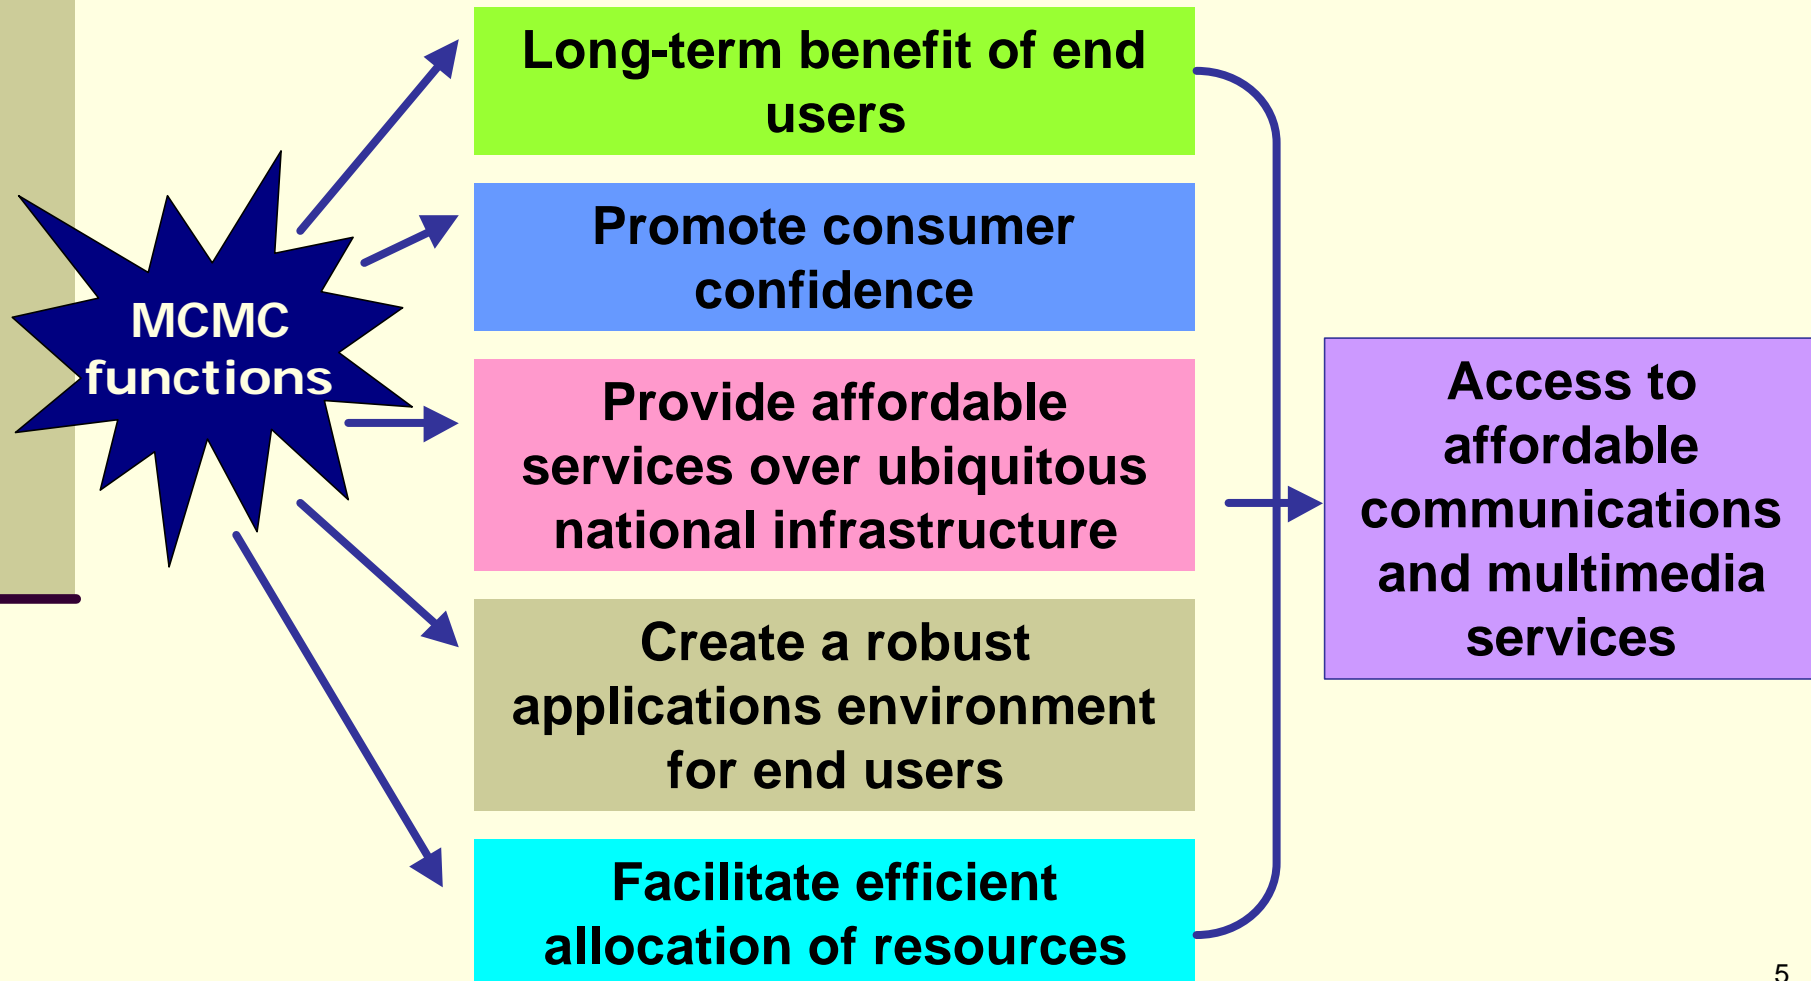 MCMC
functions
Long-term benefit of end
users
Promote consumer
confidence
Provide affordable
services over ubiquitous
national infrastructure
Create a robust
applications environment
for end users
Facilitate efficient
allocation of resources
Access to
affordable
communications
and multimedia
services
5